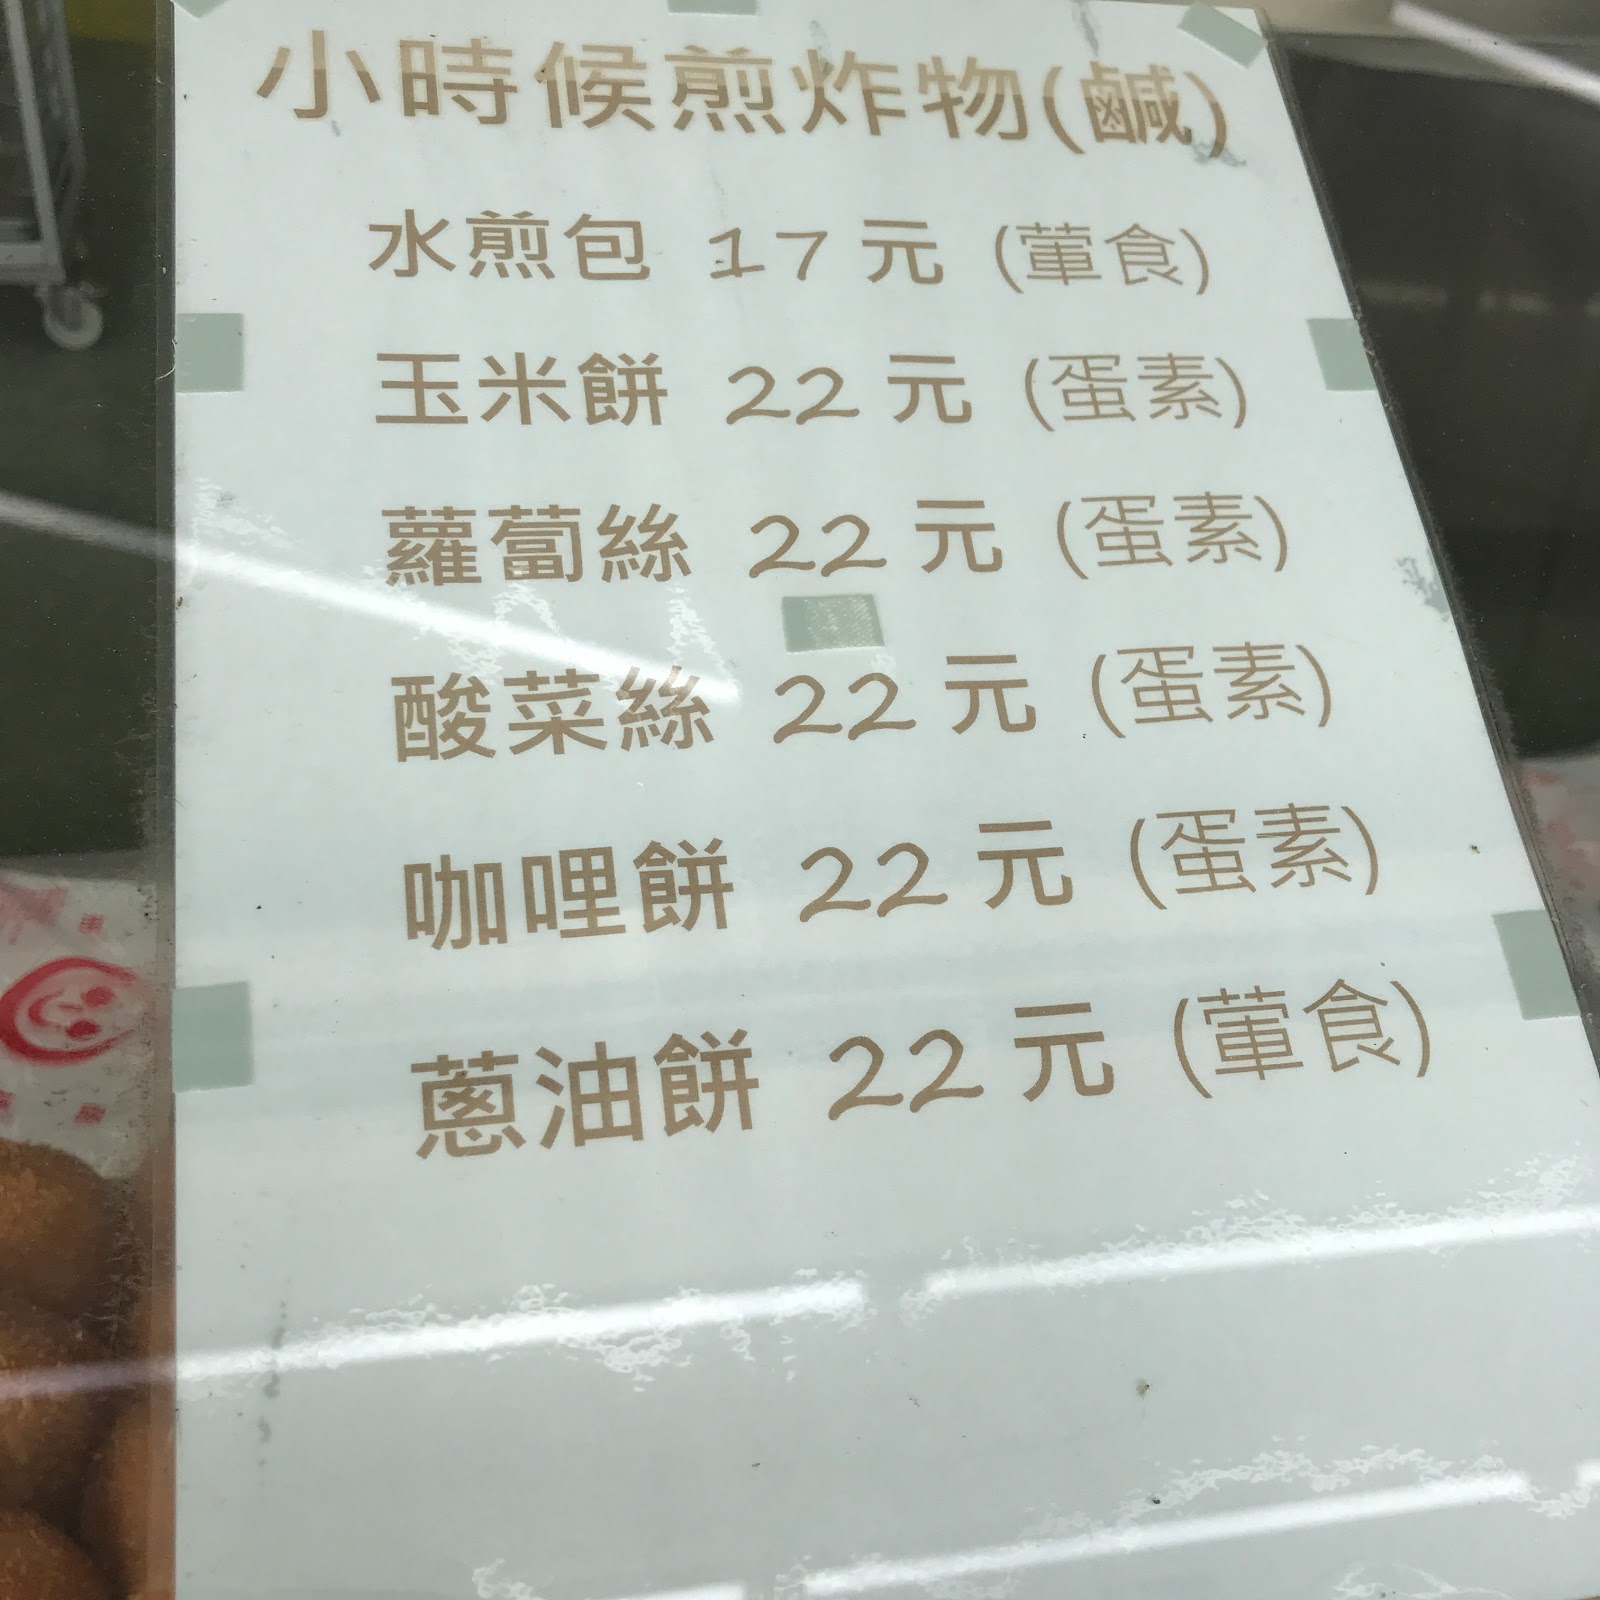 小時候煎炸物(鹹)
水煎包 17元 (葷食)
玉米餅 22元 (蛋素)
蘿蔔絲 22元 (蛋素)
酸菜絲 22元 (蛋素)
咖哩餅 22元 (蛋素)
蔥油餅 22元 (葷食)